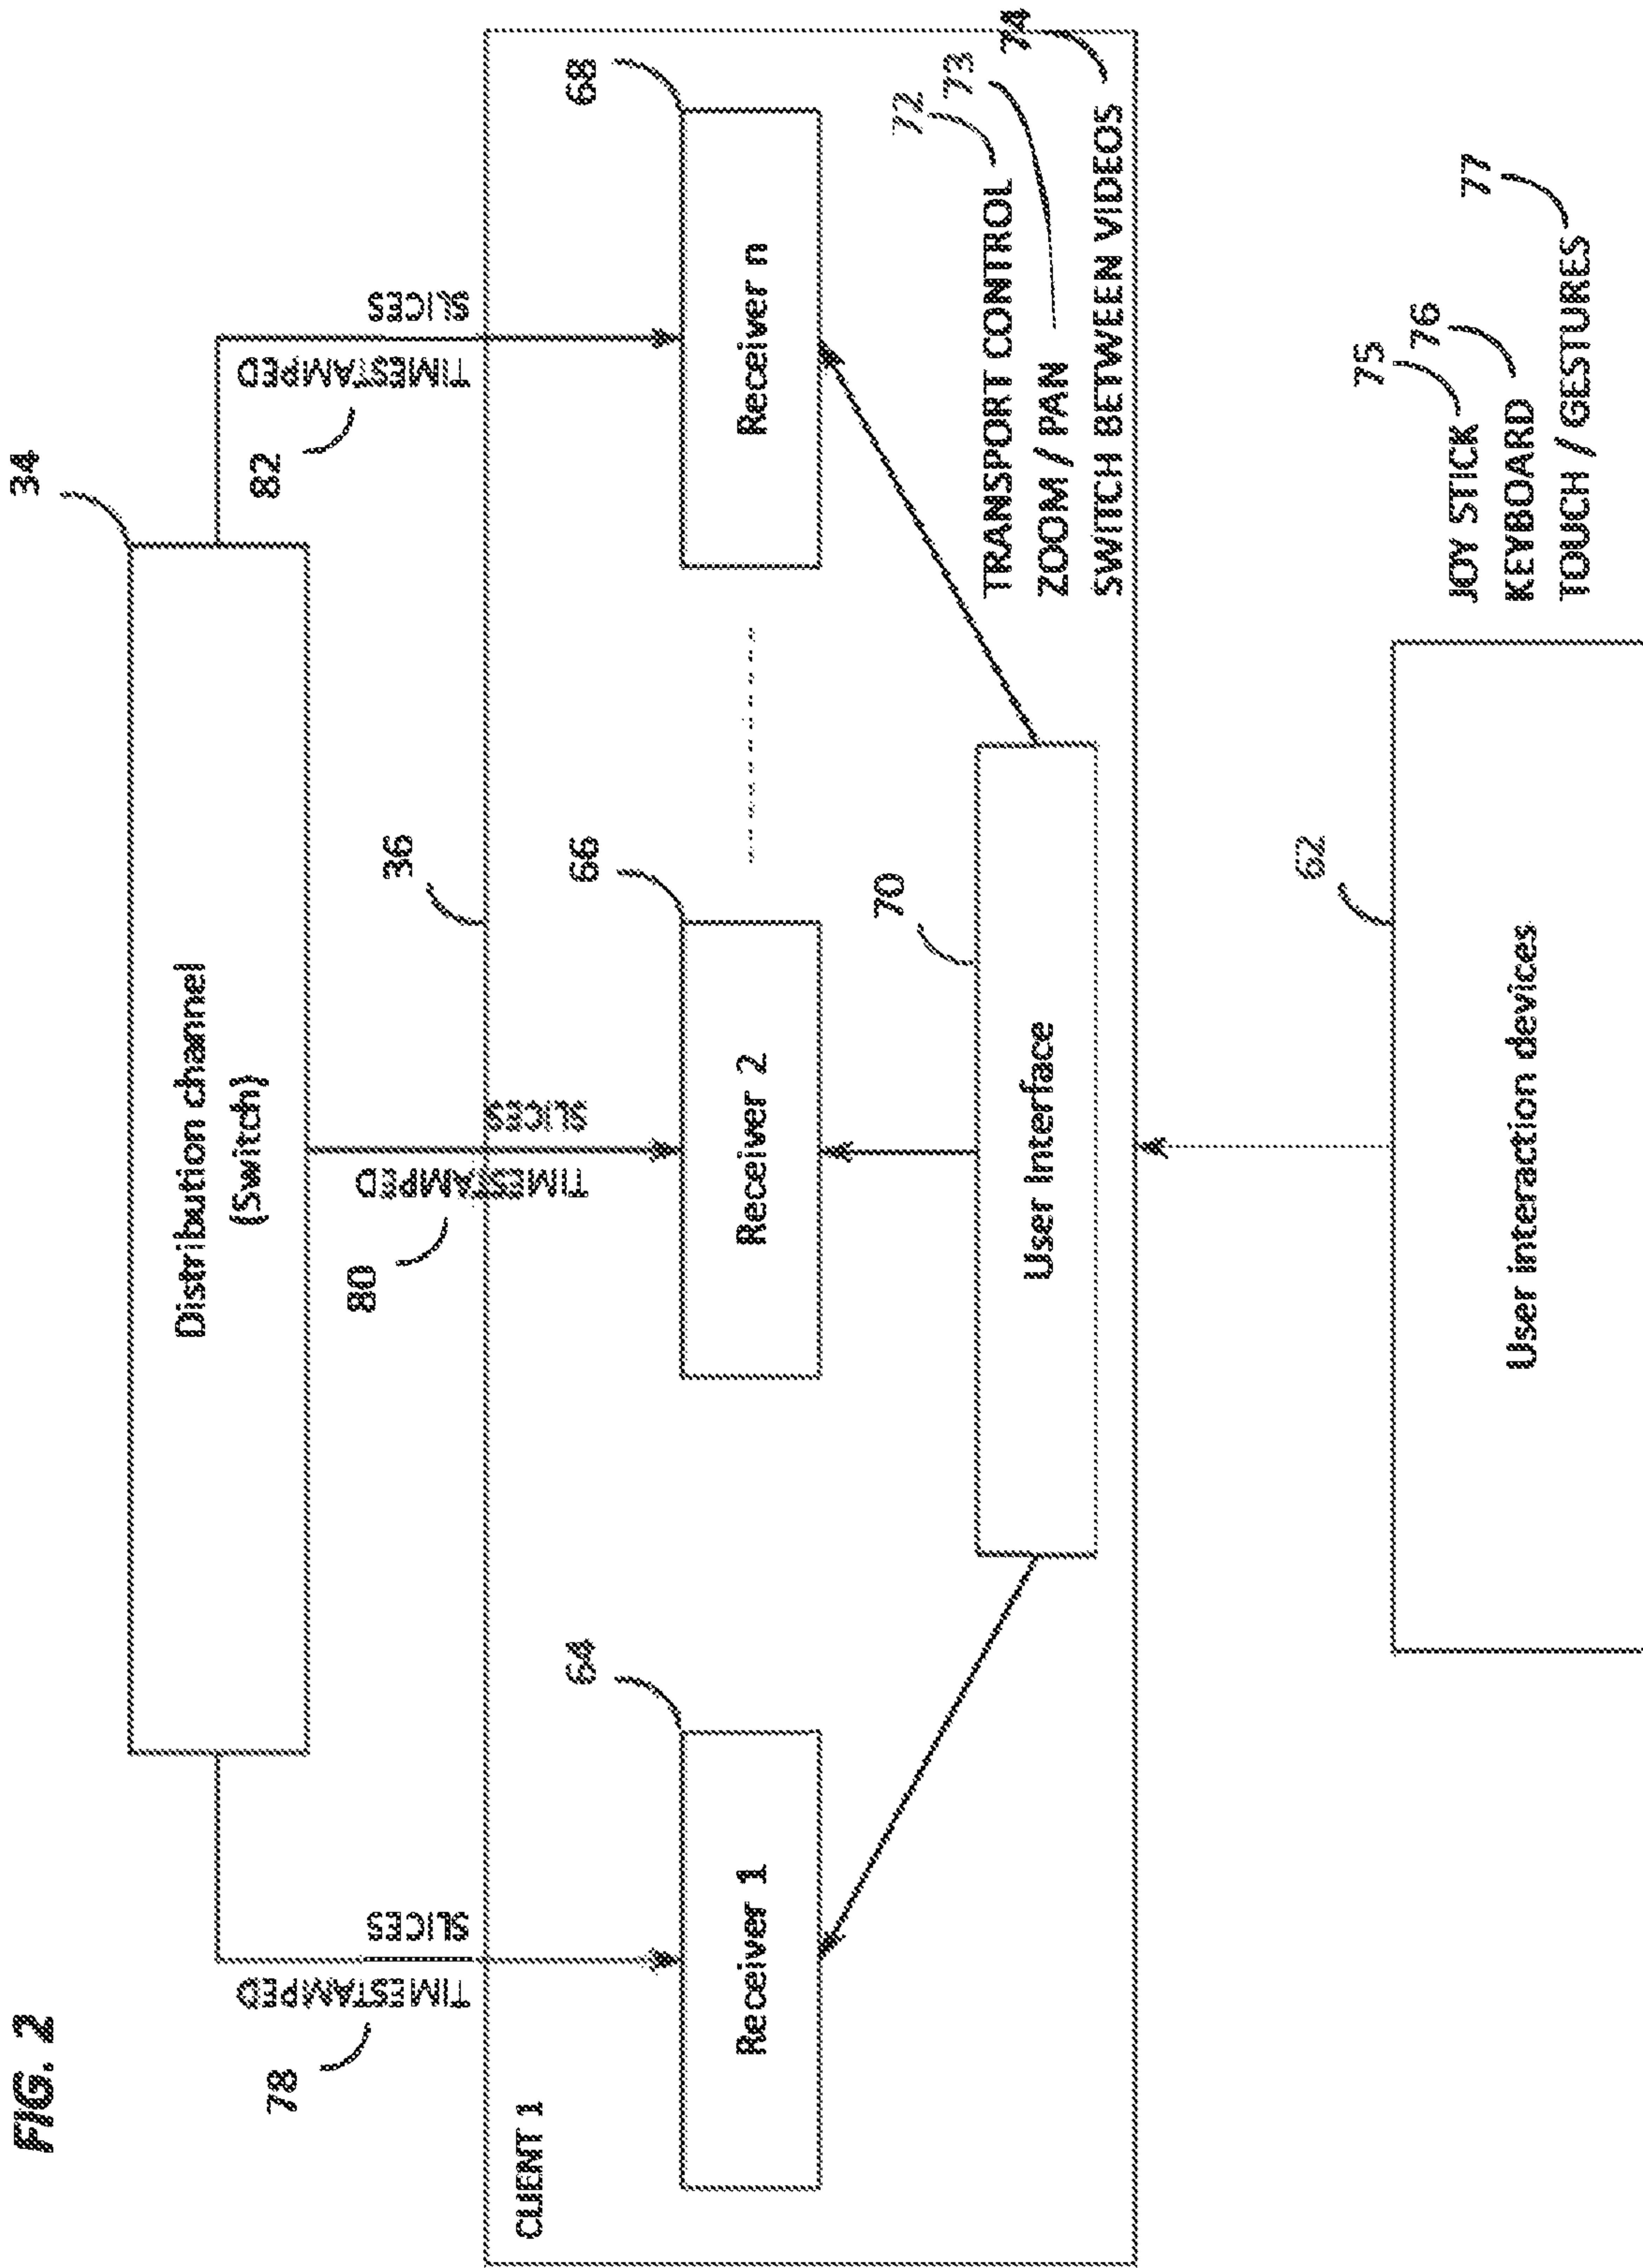 FIG. 2
34
Distribution channel
(Switch)
78
TIMESTAMPED
SLICES
80
TIMESTAMPED
SLICES
82
TIMESTAMPED
SLICES
36
CLIENT 1
64
Receiver 1
66
Receiver 2
68
Receiver n
70
User Interface
72
TRANSPORT CONTROL
73
ZOOM / PAN
74
SWITCH BETWEEN VIDEOS
62
User interaction devices
75
JOY STICK
76
KEYBOARD
77
TOUCH / GESTURES